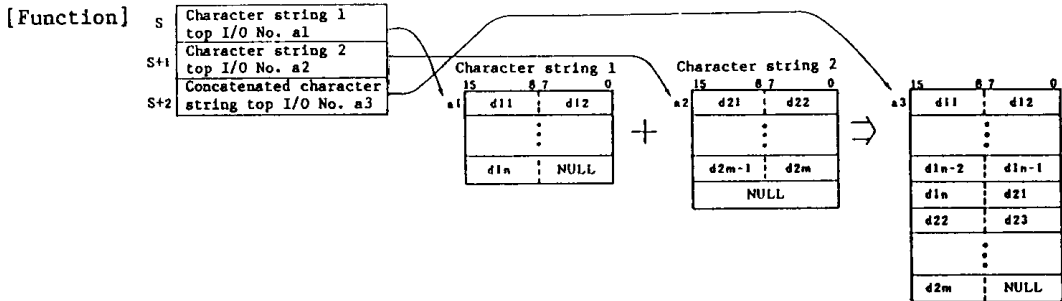 [Function]
S Character string 1
top I/O No. a1
S+1 Character string 2
top I/O No. a2
S+2 Concatenated character
string top I/O No. a3
Character string 1
15 8 7 0
a1 d11 d12
d1n NULL
+
Character string 2
15 8 7 0
a2 d21 d22
d2m-1 d2m
NULL
⇒
15 8 7 0
a3 d11 d12
d1n-2 d1n-1
d1n d21
d22 d23
d2m NULL